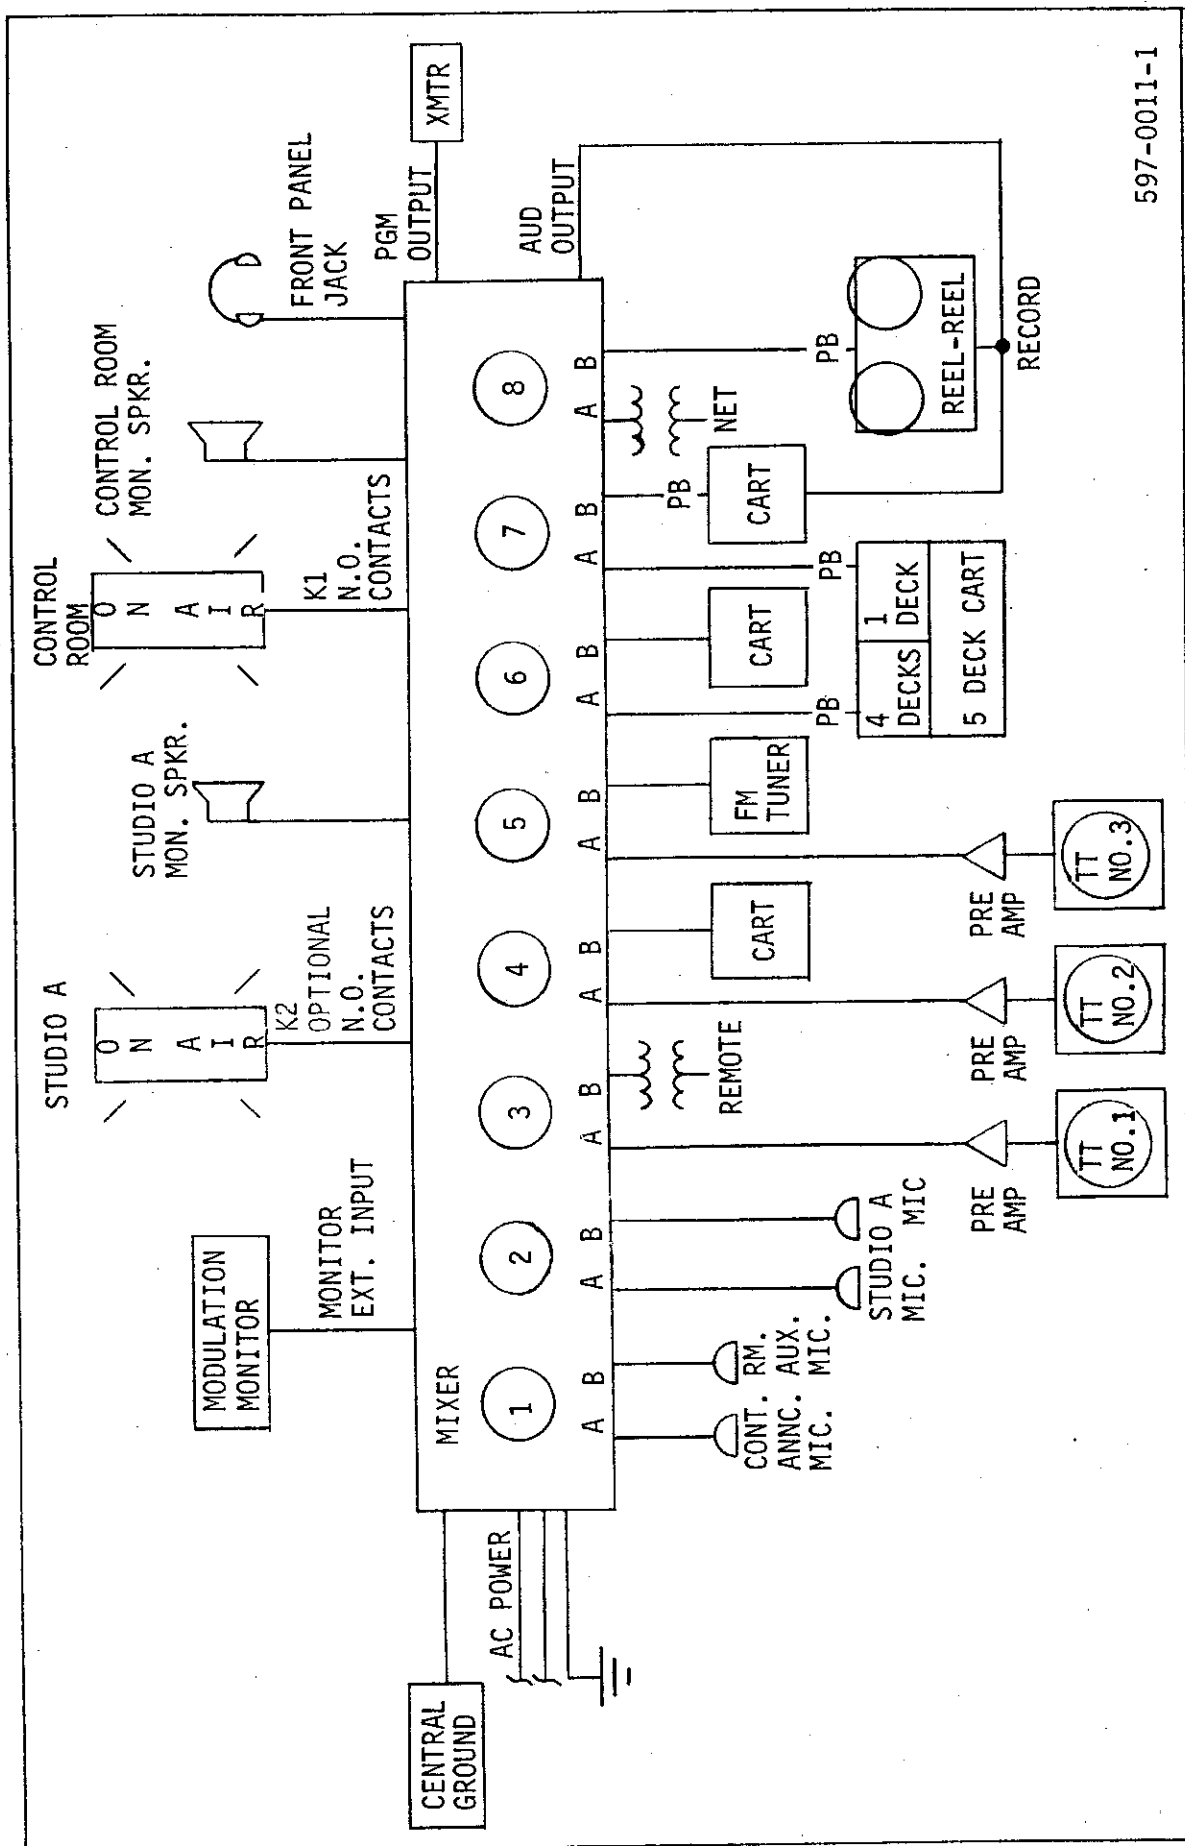 STUDIO A
O N A I R
K2
OPTIONAL
N.O.
CONTACTS
STUDIO A
MON. SPKR.
CONTROL
ROOM
O N A I R
K1
N.O.
CONTACTS
CONTROL ROOM
MON. SPKR.
FRONT PANEL
JACK
MODULATION
MONITOR
MONITOR
EXT. INPUT
PGM
OUTPUT
XMTR
AUD
OUTPUT
CENTRAL
GROUND
AC POWER
MIXER
1 2 3 4 5 6 7 8
A B A B A B A B A B A B A B A B
CONT. RM.
ANNC. AUX.
MIC. MIC.
STUDIO A
MIC. MIC
REMOTE
CART
FM
TUNER
PB
CART
PB
PB
CART
NET
PB
REEL-REEL
RECORD
4
DECKS
1
DECK
5 DECK CART
PRE
AMP
PRE
AMP
PRE
AMP
TT
NO.1
TT
NO.2
TT
NO.3
597-0011-1